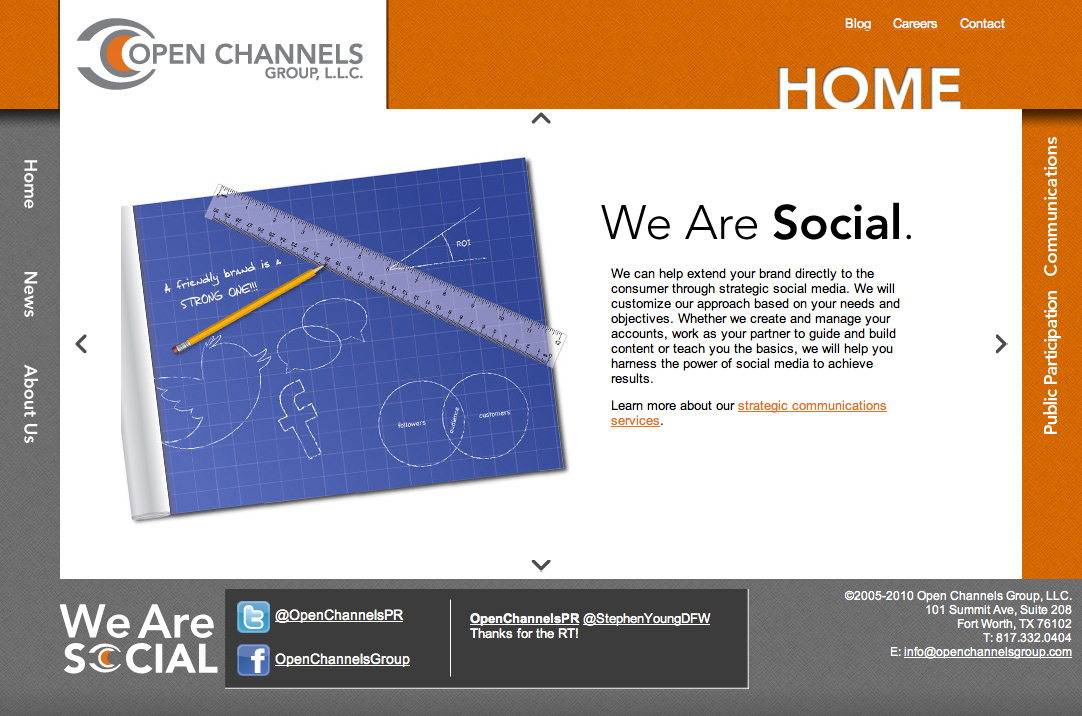 OPEN CHANNELS
GROUP, L.L.C.
Blog Careers Contact
HOME
Home
News
About Us
A friendly brand is a
STRONG ONE!!!
ROI
followers
audience
customers
We Are Social.
We can help extend your brand directly to the
consumer through strategic social media. We will
customize our approach based on your needs and
objectives. Whether we create and manage your
accounts, work as your partner to guide and build
content or teach you the basics, we will help you
harness the power of social media to achieve
results.
Learn more about our strategic communications
services.
Communications
Public Participation
We Are
SOCIAL
@OpenChannelsPR
OpenChannelsGroup
OpenChannelsPR @StephenYoungDFW
Thanks for the RT!
©2005-2010 Open Channels Group, LLC.
101 Summit Ave, Suite 208
Fort Worth, TX 76102
T: 817.332.0404
E: info@openchannelsgroup.com